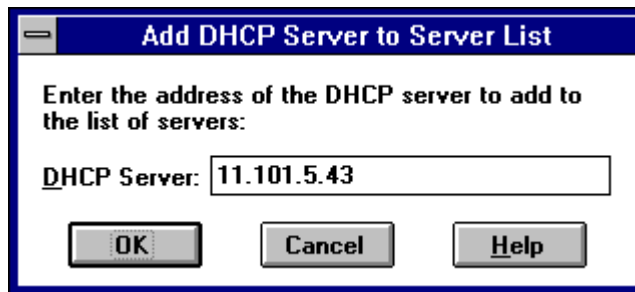 Add DHCP Server to Server List
Enter the address of the DHCP server to add to
the list of servers:
DHCP Server: 11.101.5.43
OK Cancel Help